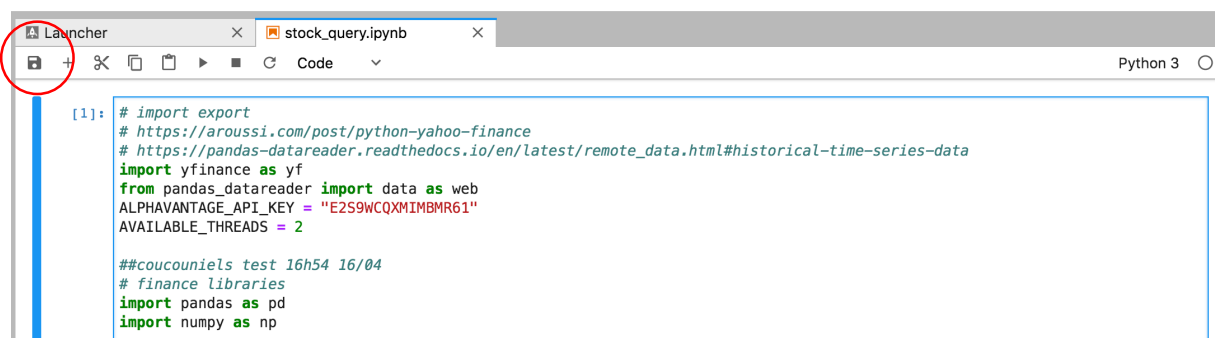 Launcher
stock_query.ipynb
Code
Python 3
[1]:
# import export
# https://aroussi.com/post/python-yahoo-finance
# https://pandas-datareader.readthedocs.io/en/latest/remote_data.html#historical-time-series-data
import yfinance as yf
from pandas_datareader import data as web
ALPHAVANTAGE_API_KEY = "E2S9WCQXMIMBMR61"
AVAILABLE_THREADS = 2
##coucouniels test 16h54 16/04
# finance libraries
import pandas as pd
import numpy as np